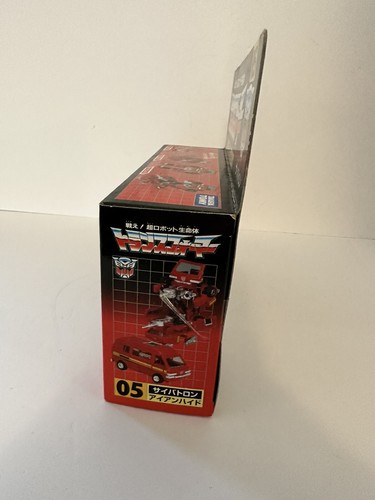 戦え!超ロボット生命体
トランスフォーマー
05
サイバトロン
アイアンハイド